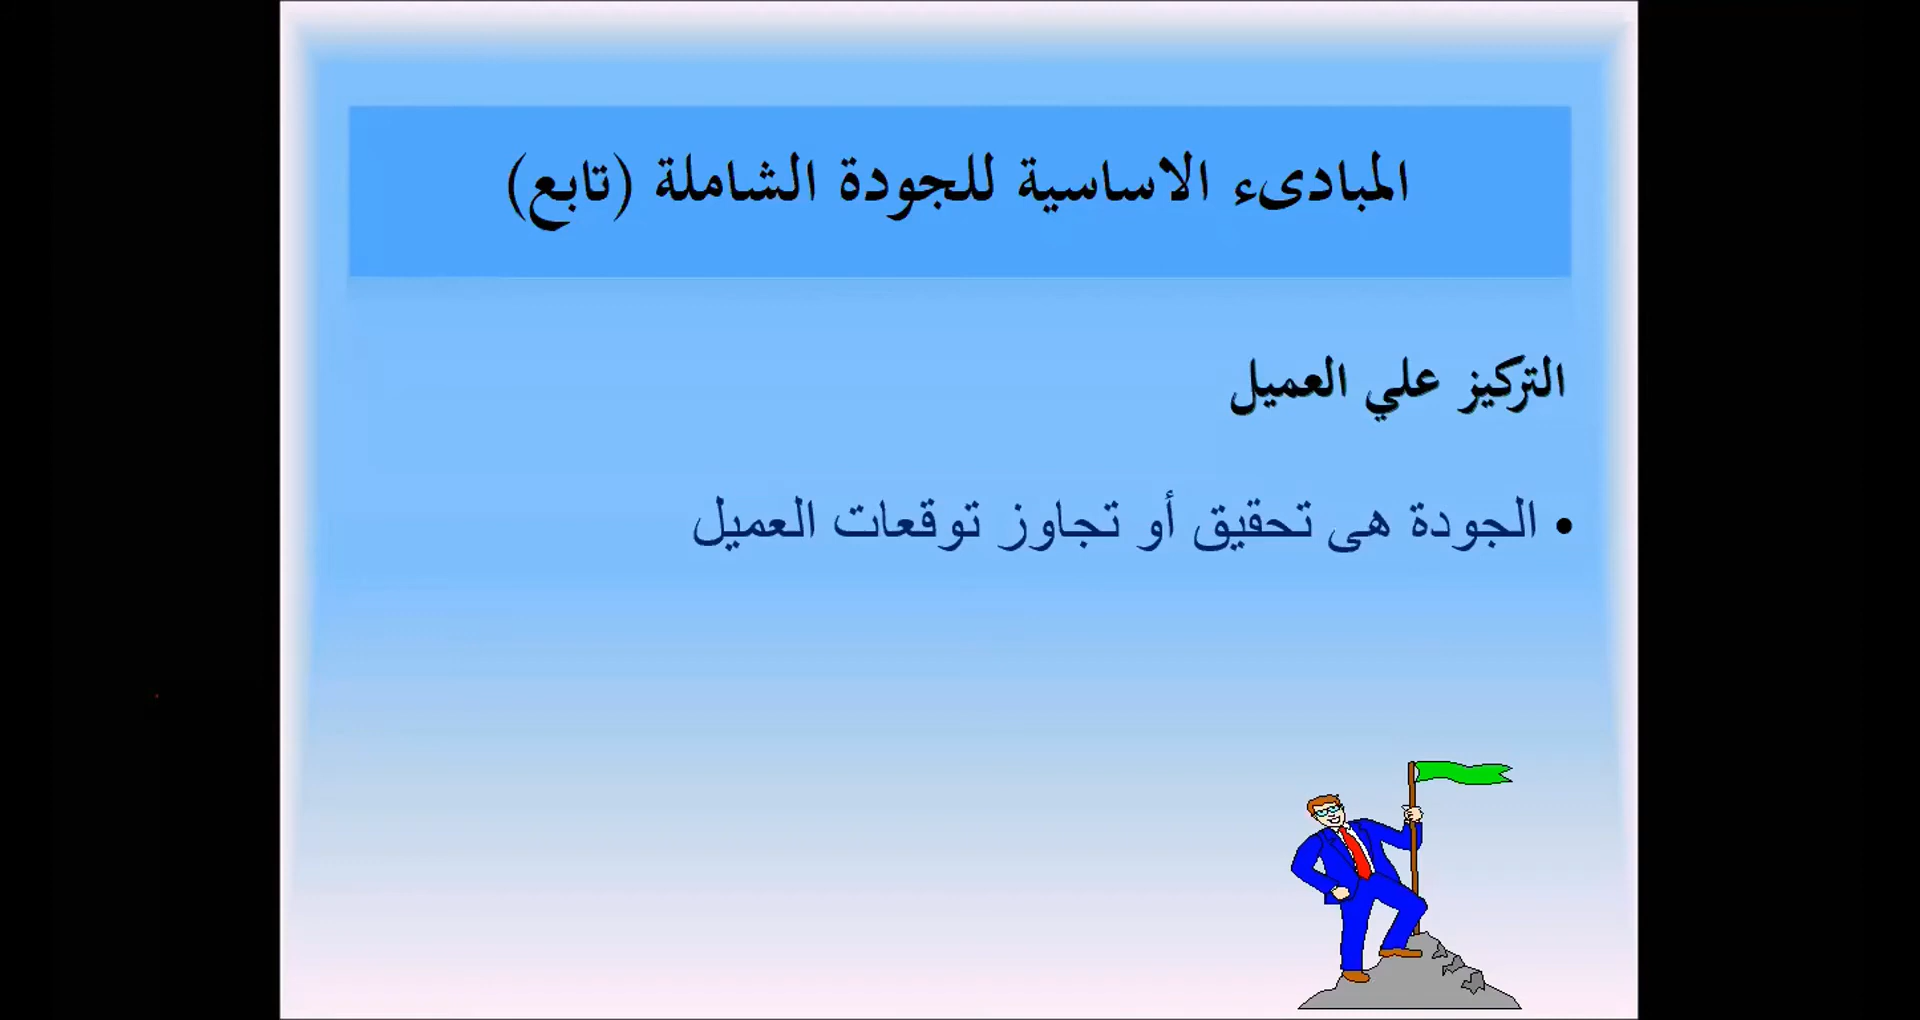 المبادىء الاساسية للجودة الشاملة (تابع)
التركيز علي العميل
• الجودة هى تحقيق أو تجاوز توقعات العميل